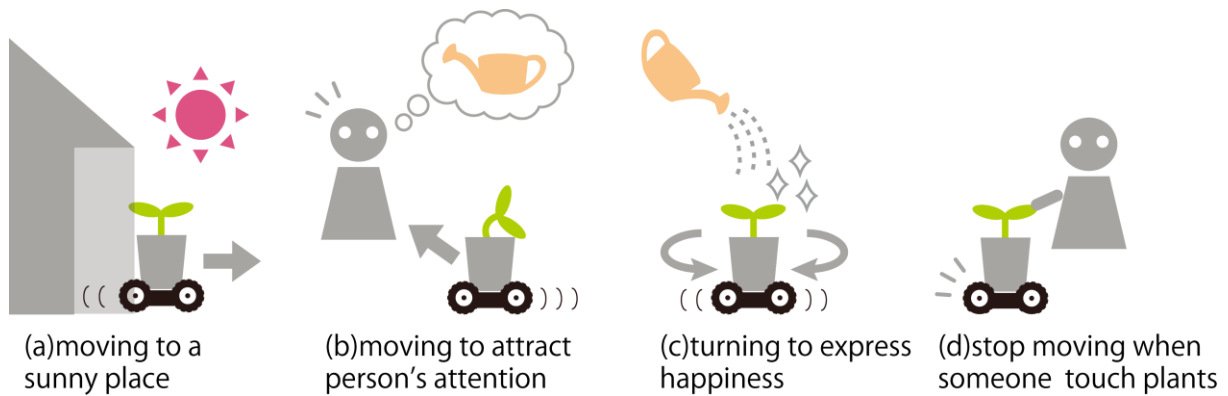 (a)moving to a
sunny place
(b)moving to attract
person's attention
(c)turning to express
happiness
(d)stop moving when
someone touch plants